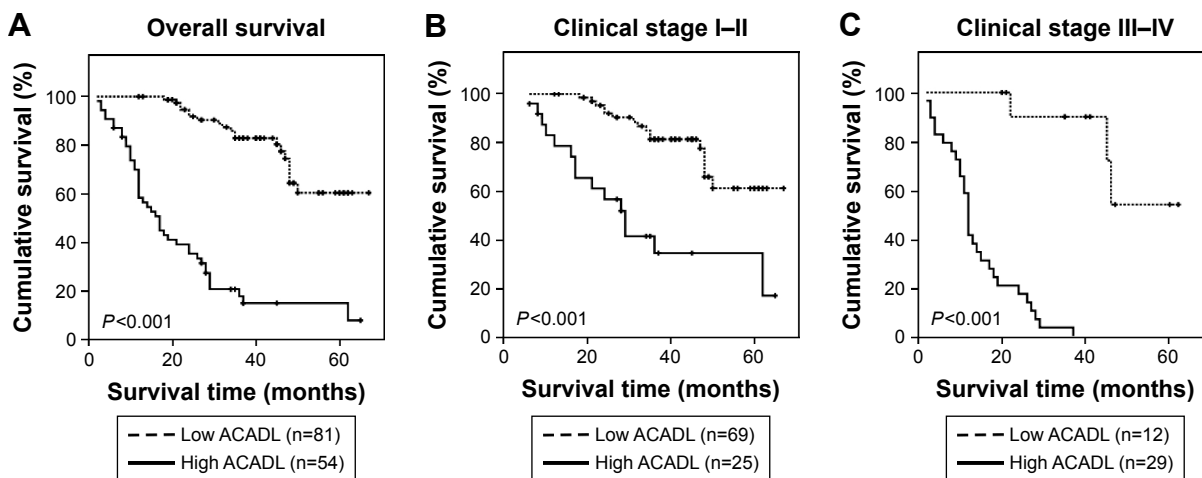 A
Overall survival
Cumulative survival (%)
100
80
60
40
20
0
P<0.001
0
20
40
60
Survival time (months)
Low ACADL (n=81)
High ACADL (n=54)
B
Clinical stage I–II
Cumulative survival (%)
100
80
60
40
20
0
P<0.001
0
20
40
60
Survival time (months)
Low ACADL (n=69)
High ACADL (n=25)
C
Clinical stage III–IV
Cumulative survival (%)
100
80
60
40
20
0
P<0.001
0
20
40
60
Survival time (months)
Low ACADL (n=12)
High ACADL (n=29)